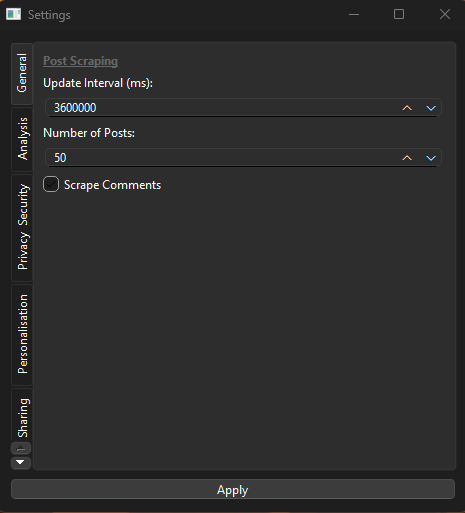 Settings
General
Analysis
Privacy Security
Personalisation
Sharing
Post Scraping
Update Interval (ms):
3600000
Number of Posts:
50
Scrape Comments
Apply